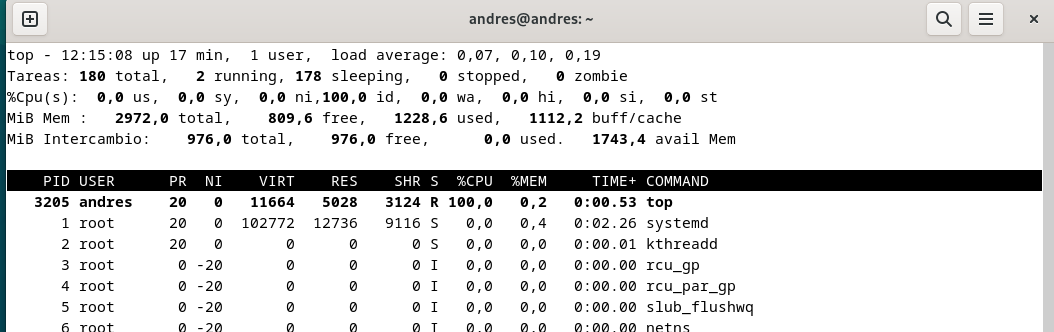 andres@andres: ~
top - 12:15:08 up 17 min,  1 user,  load average: 0,07, 0,10, 0,19
Tareas: 180 total,   2 running, 178 sleeping,   0 stopped,   0 zombie
%Cpu(s):  0,0 us,  0,0 sy,  0,0 ni,100,0 id,  0,0 wa,  0,0 hi,  0,0 si,  0,0 st
MiB Mem :   2972,0 total,    809,6 free,   1228,6 used,   1112,2 buff/cache
MiB Intercambio:    976,0 total,    976,0 free,      0,0 used.   1743,4 avail Mem
PID USER      PR  NI    VIRT    RES    SHR S  %CPU  %MEM     TIME+ COMMAND
3205 andres    20   0   11664   5028   3124 R 100,0   0,2   0:00.53 top
1 root      20   0  102772  12736   9116 S   0,0   0,4   0:02.26 systemd
2 root      20   0       0      0      0 S   0,0   0,0   0:00.01 kthreadd
3 root       0 -20       0      0      0 I   0,0   0,0   0:00.00 rcu_gp
4 root       0 -20       0      0      0 I   0,0   0,0   0:00.00 rcu_par_gp
5 root       0 -20       0      0      0 I   0,0   0,0   0:00.00 slub_flushwq
6 root       0 -20       0      0      0 I   0,0   0,0   0:00.00 netns